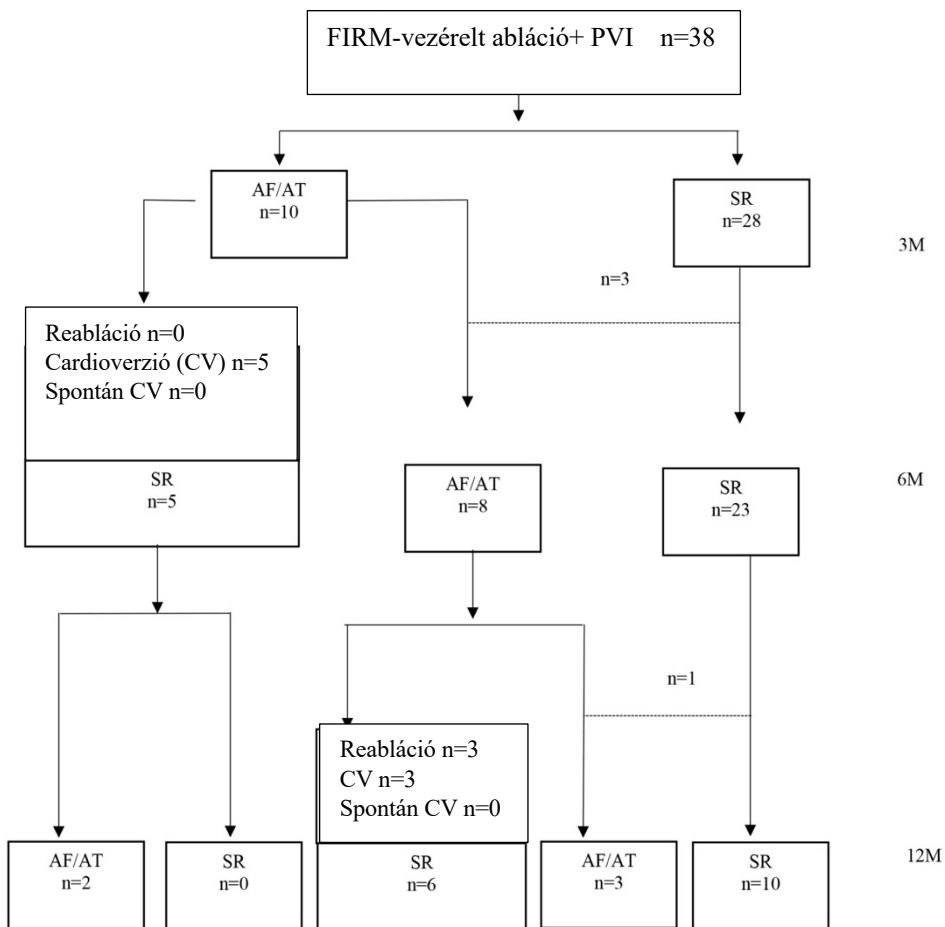 FIRM-vezérelt abláció+ PVI n=38
AF/AT
n=10
SR
n=28
3M
n=3
Reabláció n=0
Cardioverzió (CV) n=5
Spontán CV n=0
SR
n=5
AF/AT
n=8
SR
n=23
6M
n=1
Reabláció n=3
CV n=3
Spontán CV n=0
AF/AT
n=2
SR
n=0
SR
n=6
AF/AT
n=3
SR
n=10
12M